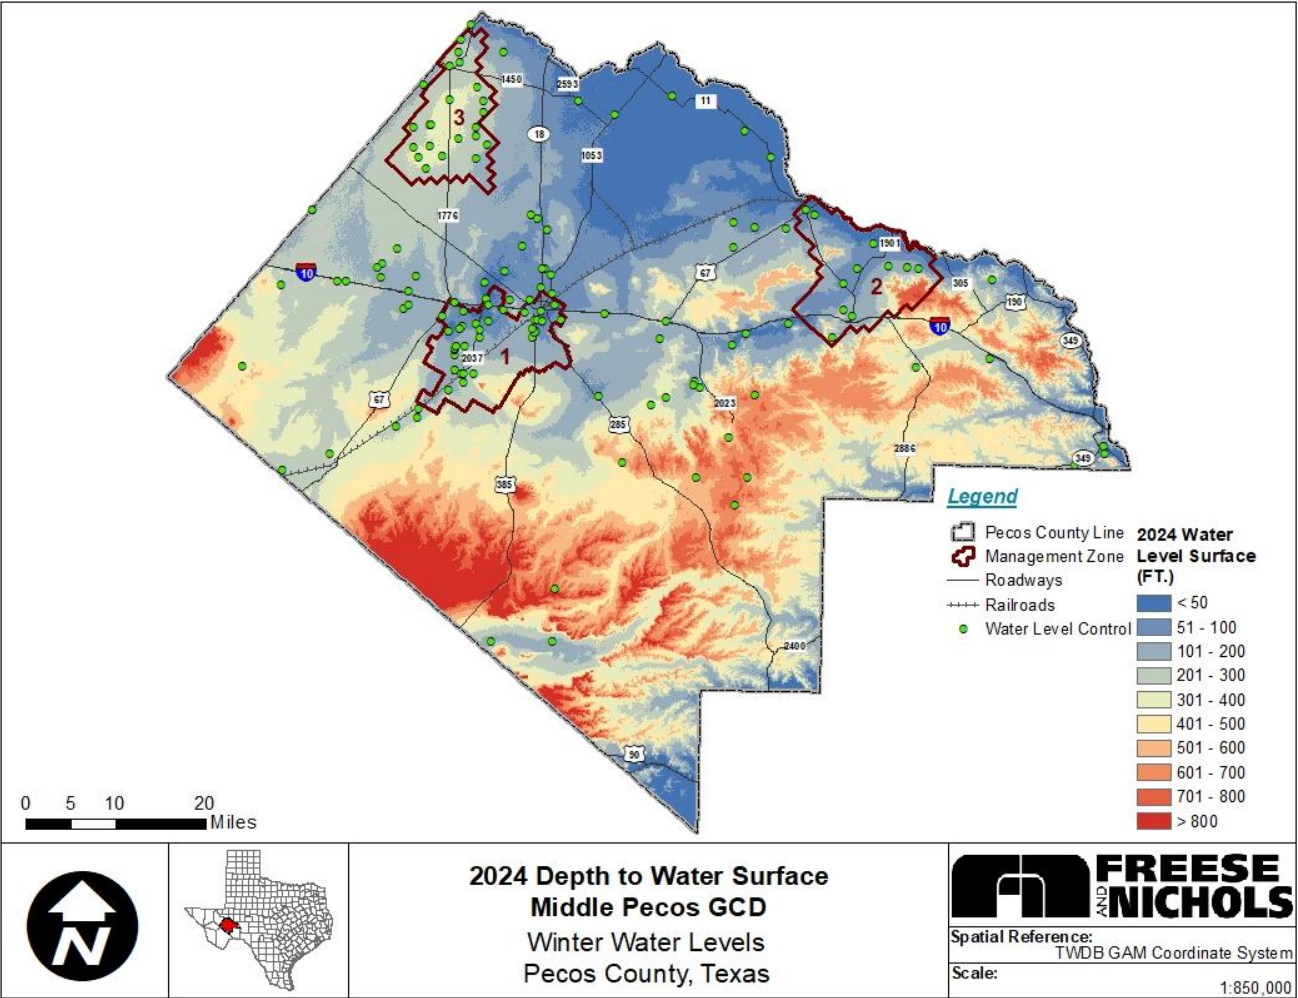 1450
2593
11
3
18
1053
1776
1901
10
67
2
305
190
10
349
2037
1
67
2023
285
2886
349
385
Legend
Pecos County Line
Management Zone
Roadways
Railroads
Water Level Control
2024 Water
Level Surface
(FT.)
< 50
51 - 100
101 - 200
201 - 300
301 - 400
401 - 500
501 - 600
601 - 700
701 - 800
> 800
2400
90
0 5 10 20
Miles
N
2024 Depth to Water Surface
Middle Pecos GCD
Winter Water Levels
Pecos County, Texas
FREESE
AND
NICHOLS
Spatial Reference:
TWDB GAM Coordinate System
Scale:
1:850,000